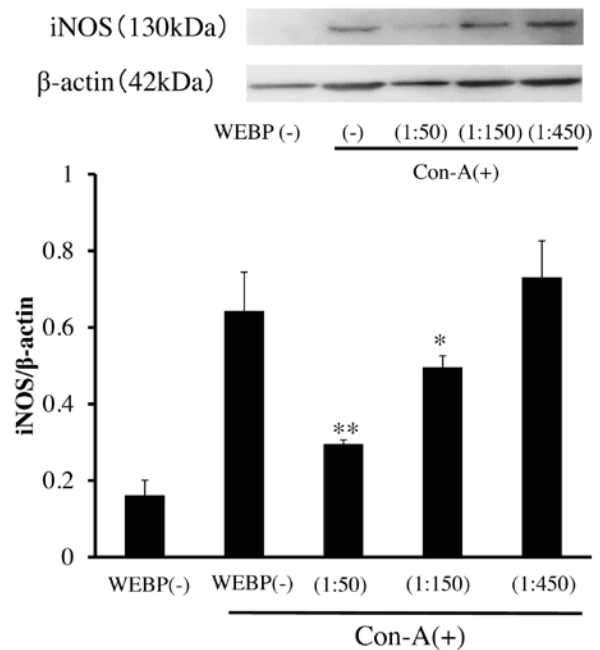 iNOS(130kDa)
β-actin(42kDa)
WEBP (-) (-) (1:50) (1:150) (1:450)
Con-A(+)
1
0.8
0.6
0.4
0.2
0
iNOS/β-actin
**
*
WEBP(-) WEBP(-) (1:50) (1:150) (1:450)
Con-A(+)